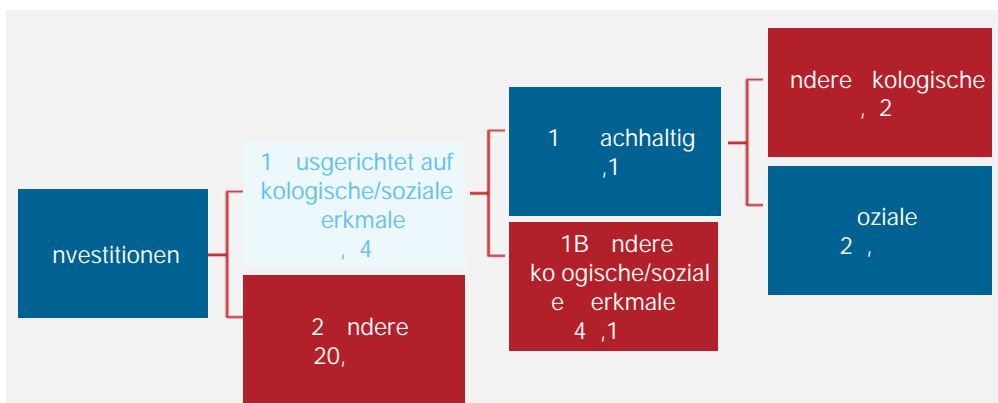 nvestitionen
1 usgerichtet auf
kologische/soziale
erkmale
, 4
2 ndere
20,
1 achhaltig
,1
1B ndere
ko ogische/sozial
e erkmale
4 ,1
ndere kologische
, 2
oziale
2 ,